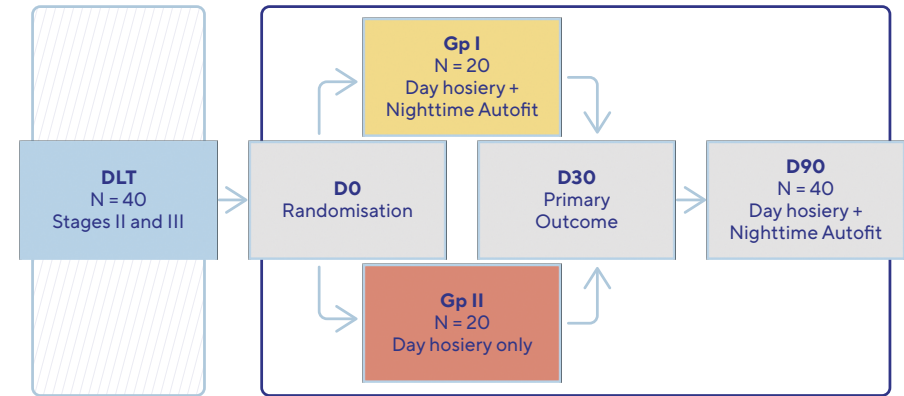 DLT
N = 40
Stages II and III
D0
Randomisation
Gp I
N = 20
Day hosiery +
Nighttime Autofit
Gp II
N = 20
Day hosiery only
D30
Primary
Outcome
D90
N = 40
Day hosiery +
Nighttime Autofit